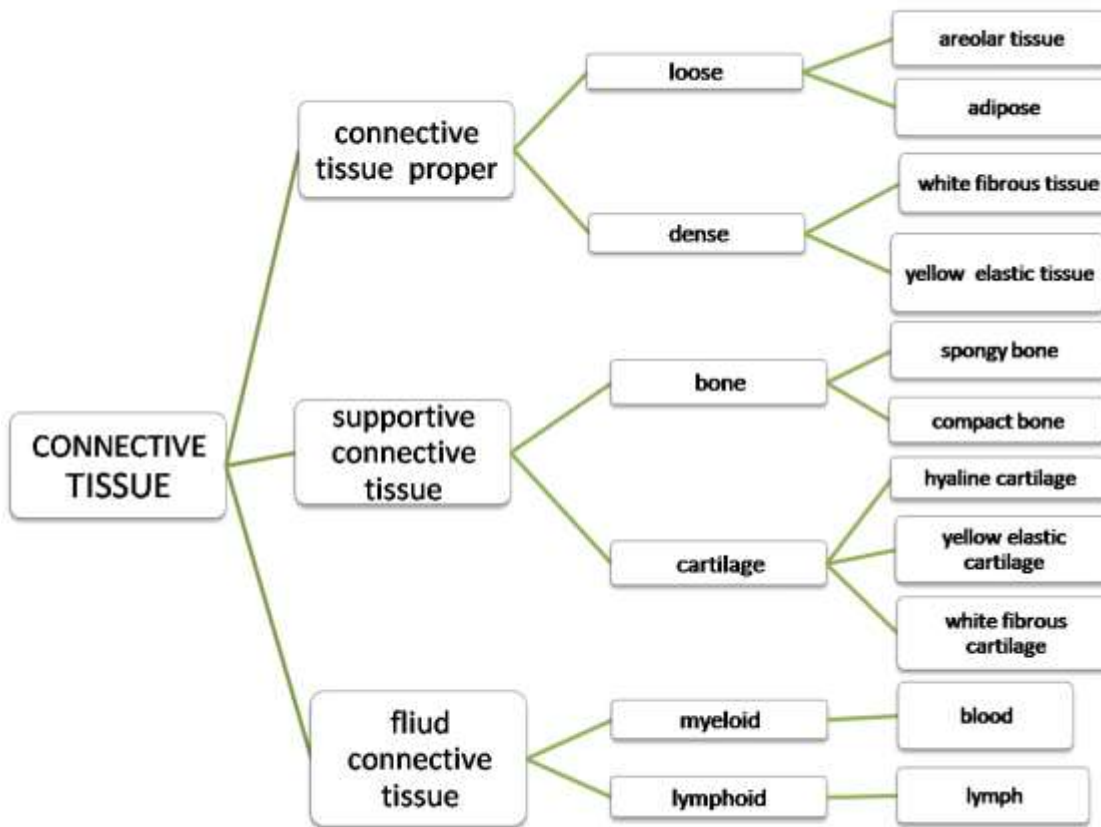 CONNECTIVE
TISSUE
connective
tissue proper
loose
areolar tissue
adipose
dense
white fibrous tissue
yellow elastic tissue
supportive
connective
tissue
bone
spongy bone
compact bone
cartilage
hyaline cartilage
yellow elastic
cartilage
white fibrous
cartilage
fliud
connective
tissue
myeloid
blood
lymphoid
lymph